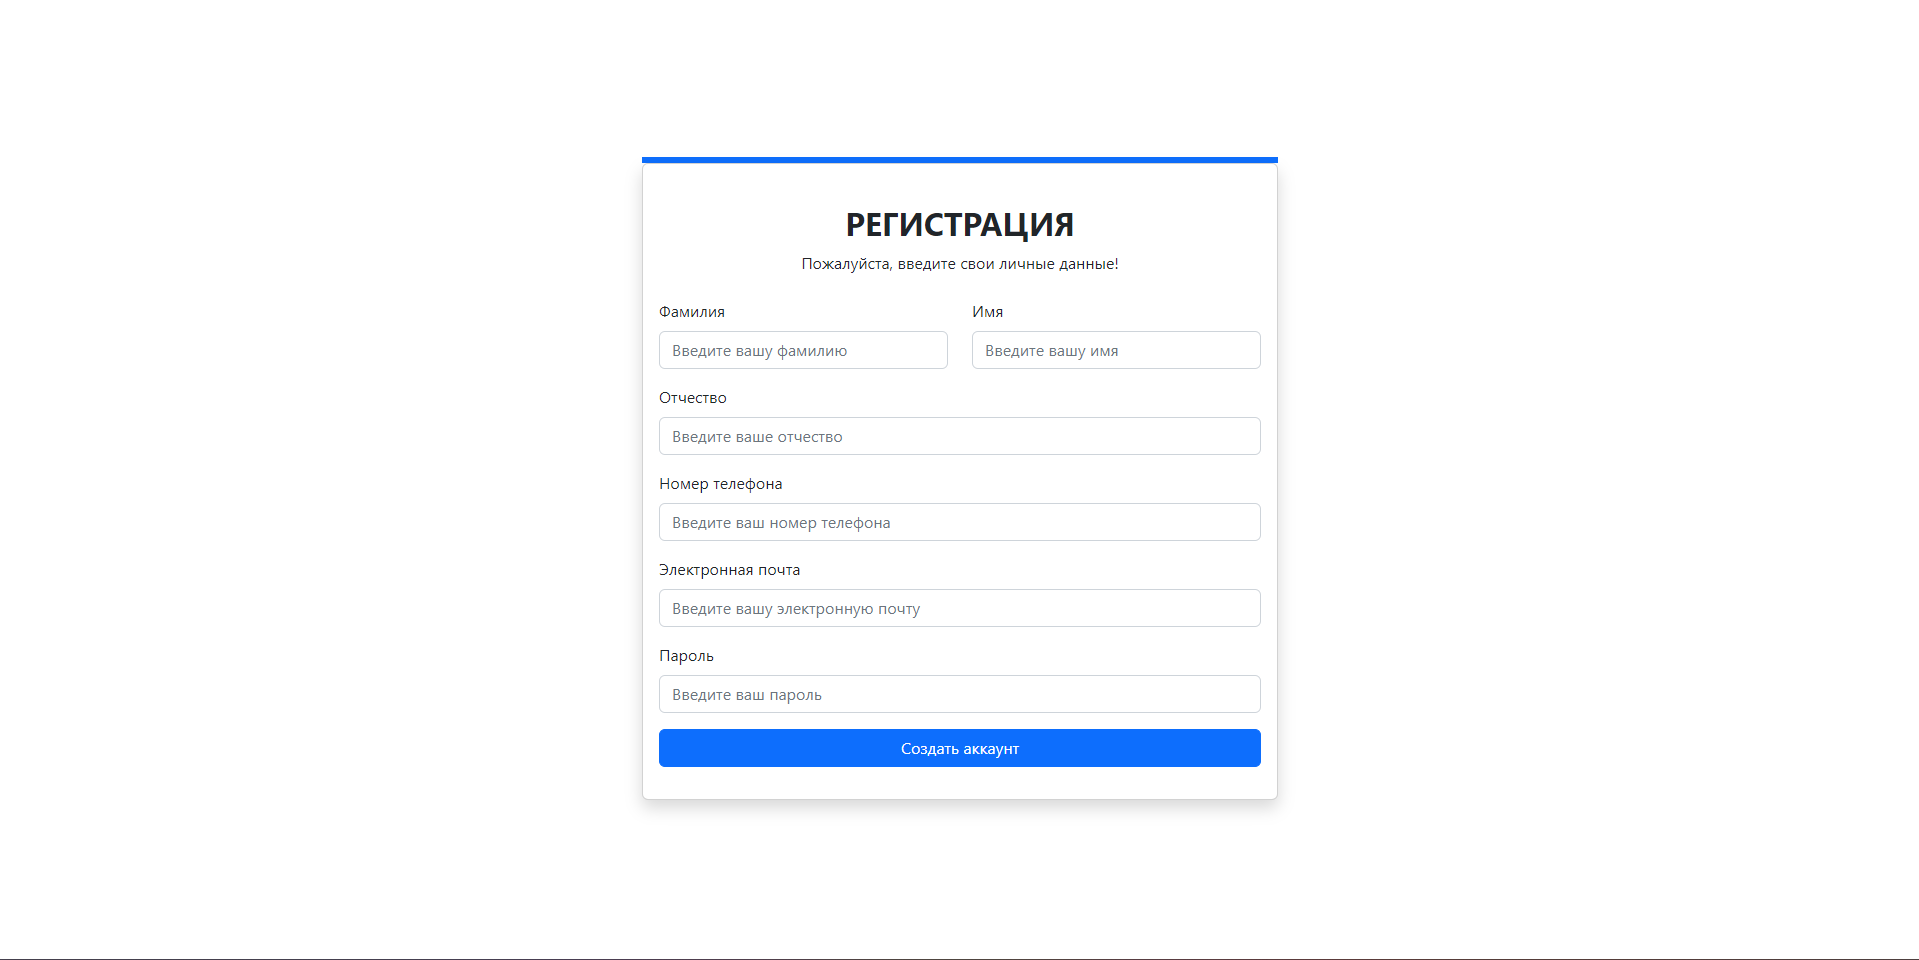 РЕГИСТРАЦИЯ
Пожалуйста, введите свои личные данные!
Фамилия
Имя
Введите вашу фамилию
Введите вашу имя
Отчество
Введите ваше отчество
Номер телефона
Введите ваш номер телефона
Электронная почта
Введите вашу электронную почту
Пароль
Введите ваш пароль
Создать аккаунт